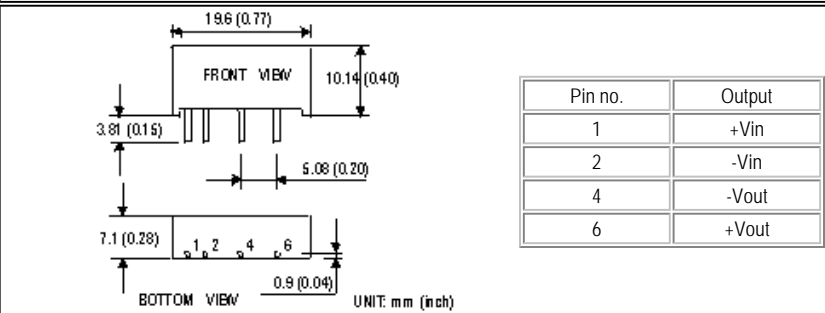 19.6 (0.77)
FRONT VIEW
10.14 (0.40)
3.81 (0.15)
5.08 (0.20)
7.1 (0.28)
1 2 4 6
0.9 (0.04)
BOTTOM VIEW
UNIT: mm (inch)
Pin no. Output
1 +Vin
2 -Vin
4 -Vout
6 +Vout